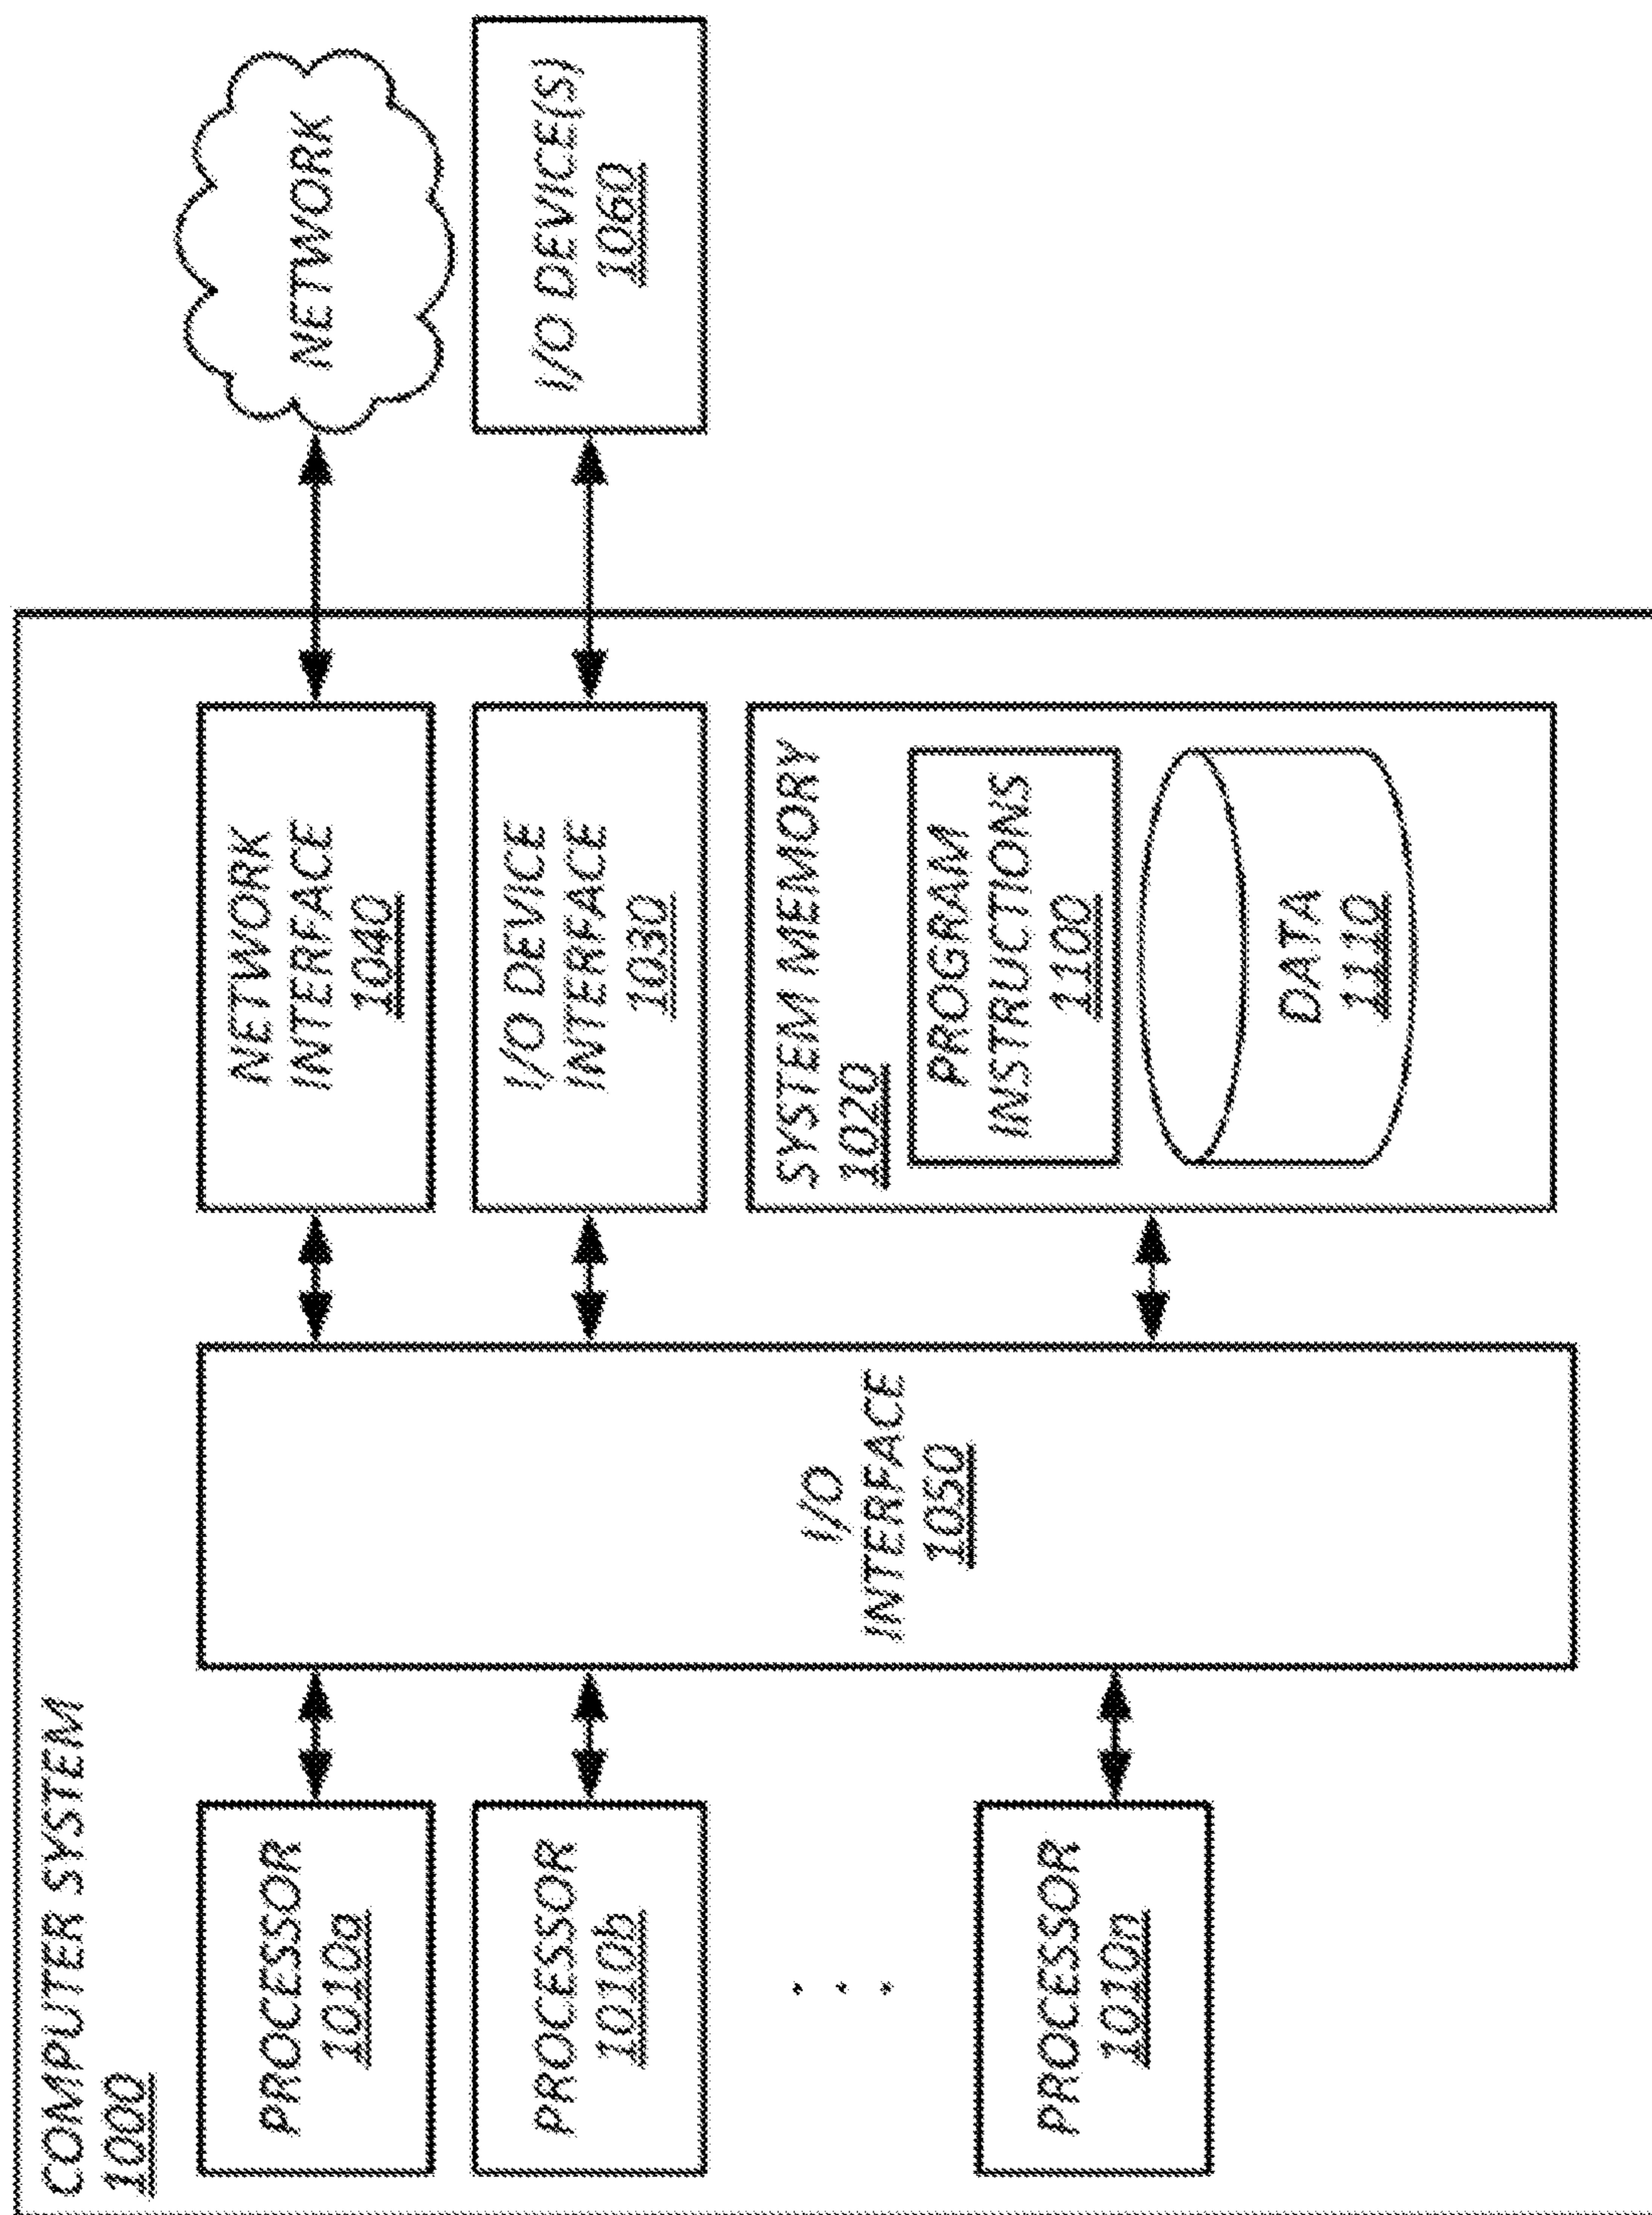 COMPUTER SYSTEM
1000
PROCESSOR
1010a
PROCESSOR
1010b
. . .
PROCESSOR
1010n
I/O
INTERFACE
1050
NETWORK
INTERFACE
1040
I/O DEVICE
INTERFACE
1030
SYSTEM MEMORY
1020
PROGRAM
INSTRUCTIONS
1100
DATA
1110
NETWORK
I/O DEVICE(S)
1060